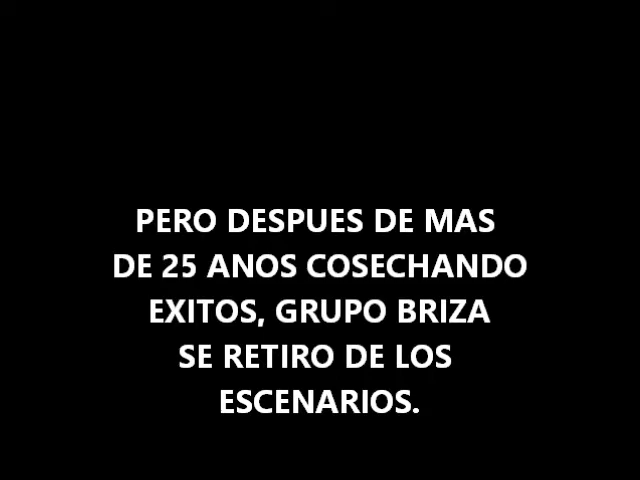 PERO DESPUES DE MAS
DE 25 ANOS COSECHANDO
EXITOS, GRUPO BRIZA
SE RETIRO DE LOS
ESCENARIOS.